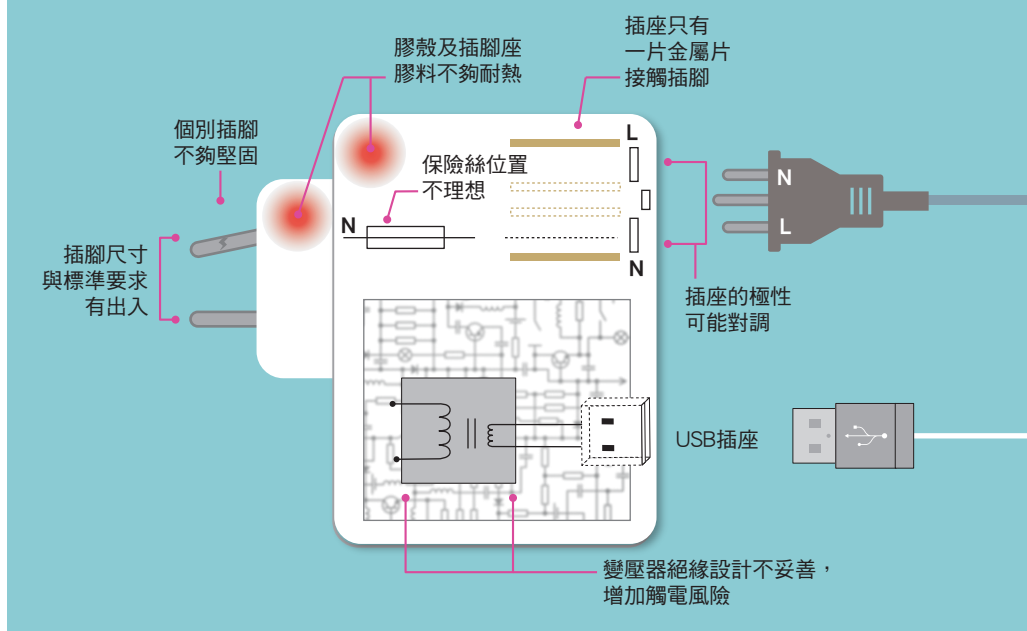 膠殼及插腳座
膠料不夠耐熱
插座只有
一片金屬片
接觸插腳
個別插腳
不夠堅固
保險絲位置
不理想
L
N
N
N
L
插腳尺寸
與標準要求
有出入
插座的極性
可能對調
USB插座
變壓器絕緣設計不妥善，
增加觸電風險